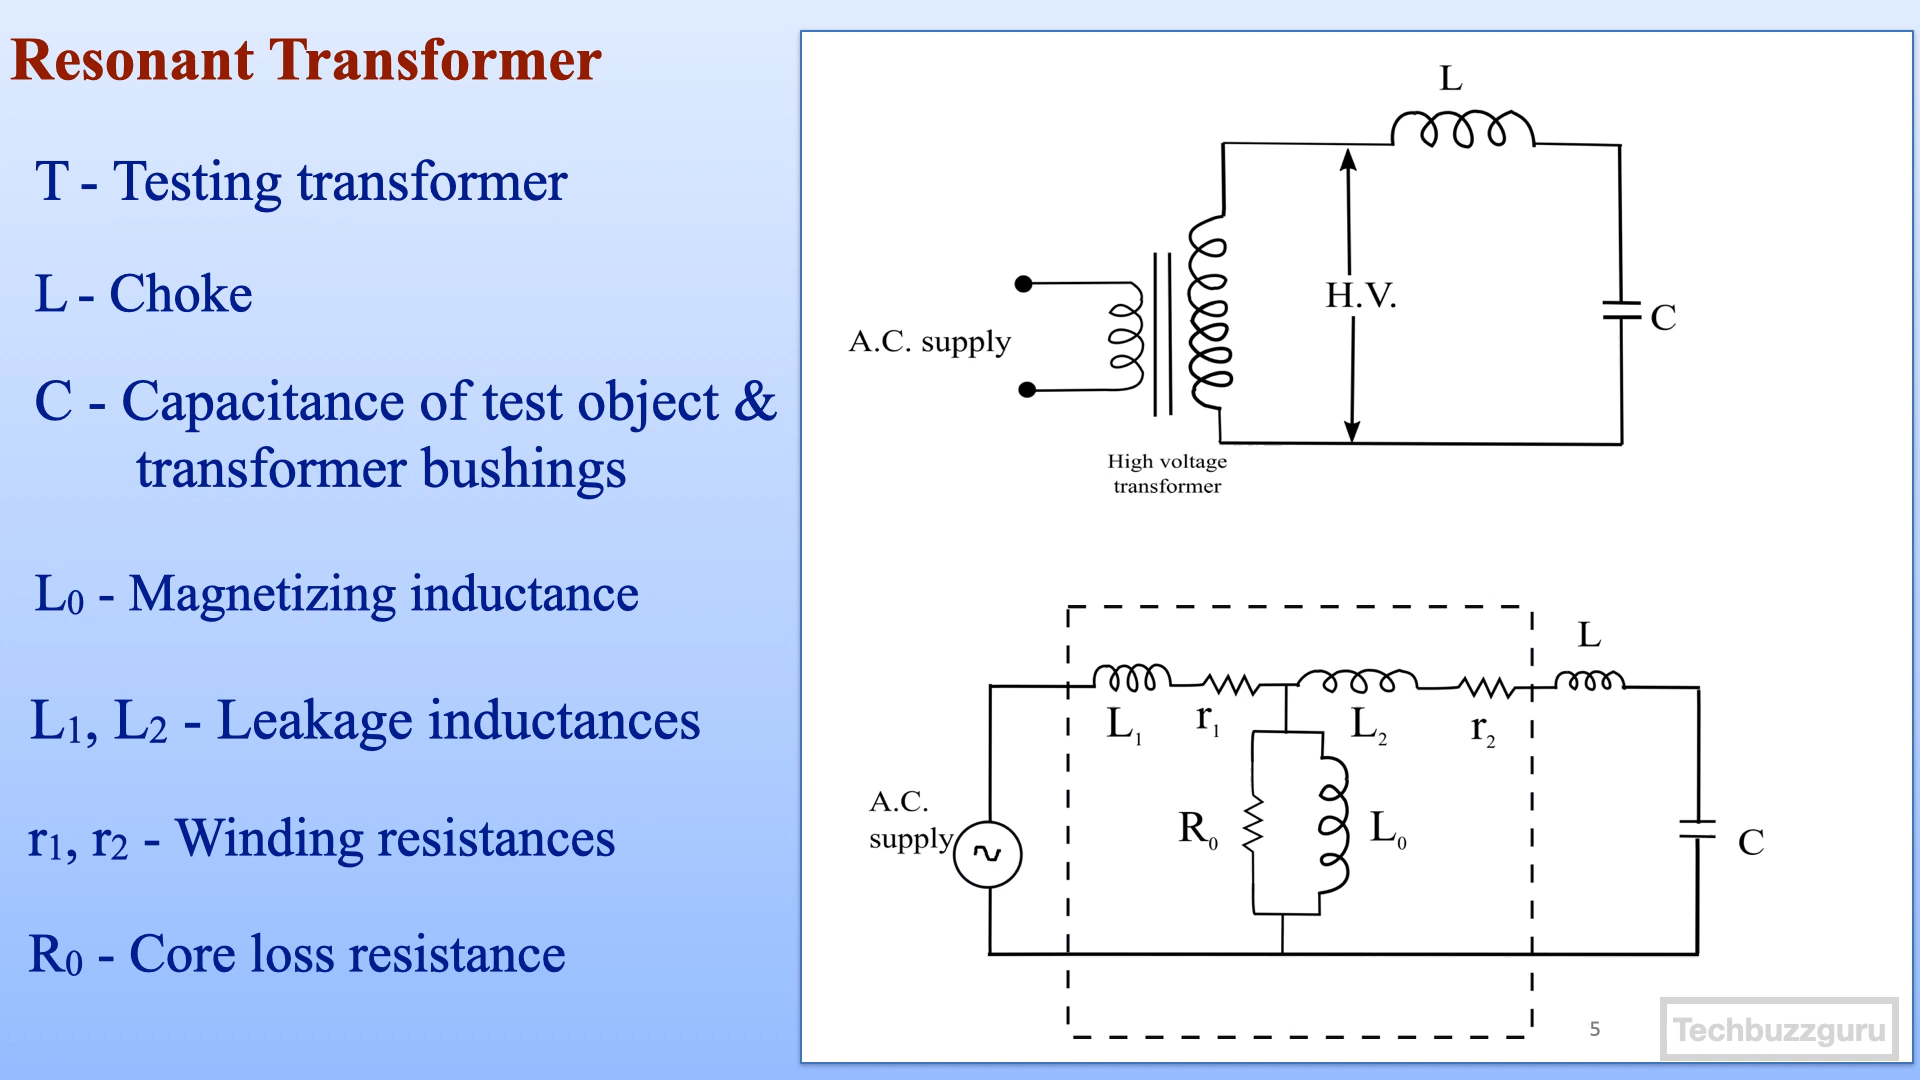 Resonant Transformer
T - Testing transformer
L - Choke
C - Capacitance of test object &
transformer bushings
L0 - Magnetizing inductance
L1, L2 - Leakage inductances
r1, r2 - Winding resistances
R0 - Core loss resistance
L
H.V.
C
A.C. supply
High voltage
transformer
L
L1
r1
L2
r2
A.C.
supply
R0
L0
C
5
Techbuzzguru